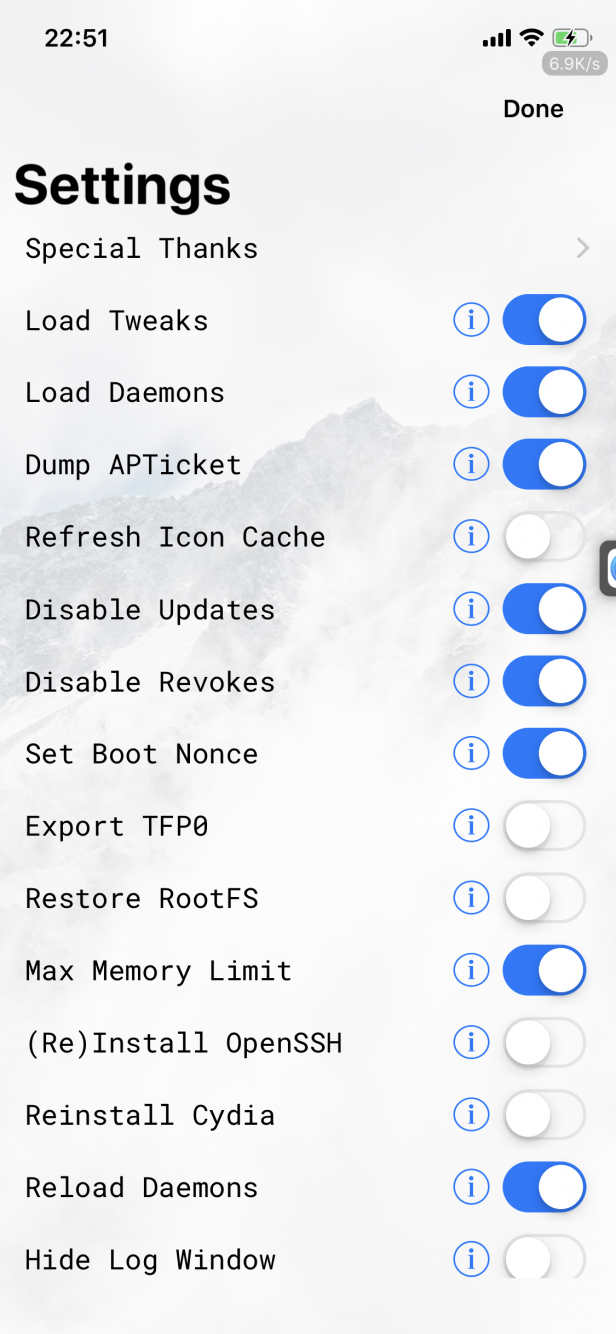 22:51
6.9K/s
Done
Settings
Special Thanks
Load Tweaks
Load Daemons
Dump APTicket
Refresh Icon Cache
Disable Updates
Disable Revokes
Set Boot Nonce
Export TFP0
Restore RootFS
Max Memory Limit
(Re)Install OpenSSH
Reinstall Cydia
Reload Daemons
Hide Log Window